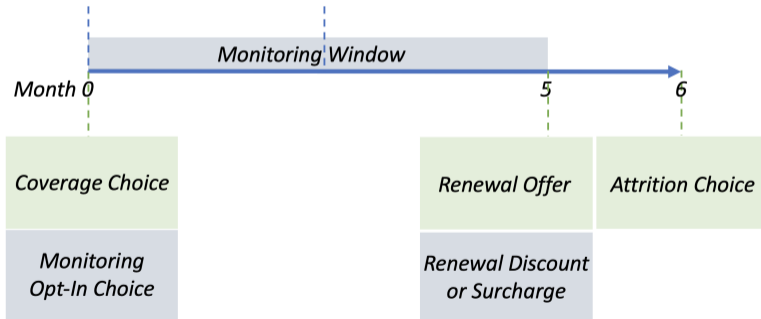 Monitoring Window
Month 0
5
6
Coverage Choice
Renewal Offer
Attrition Choice
Monitoring
Opt-In Choice
Renewal Discount
or Surcharge